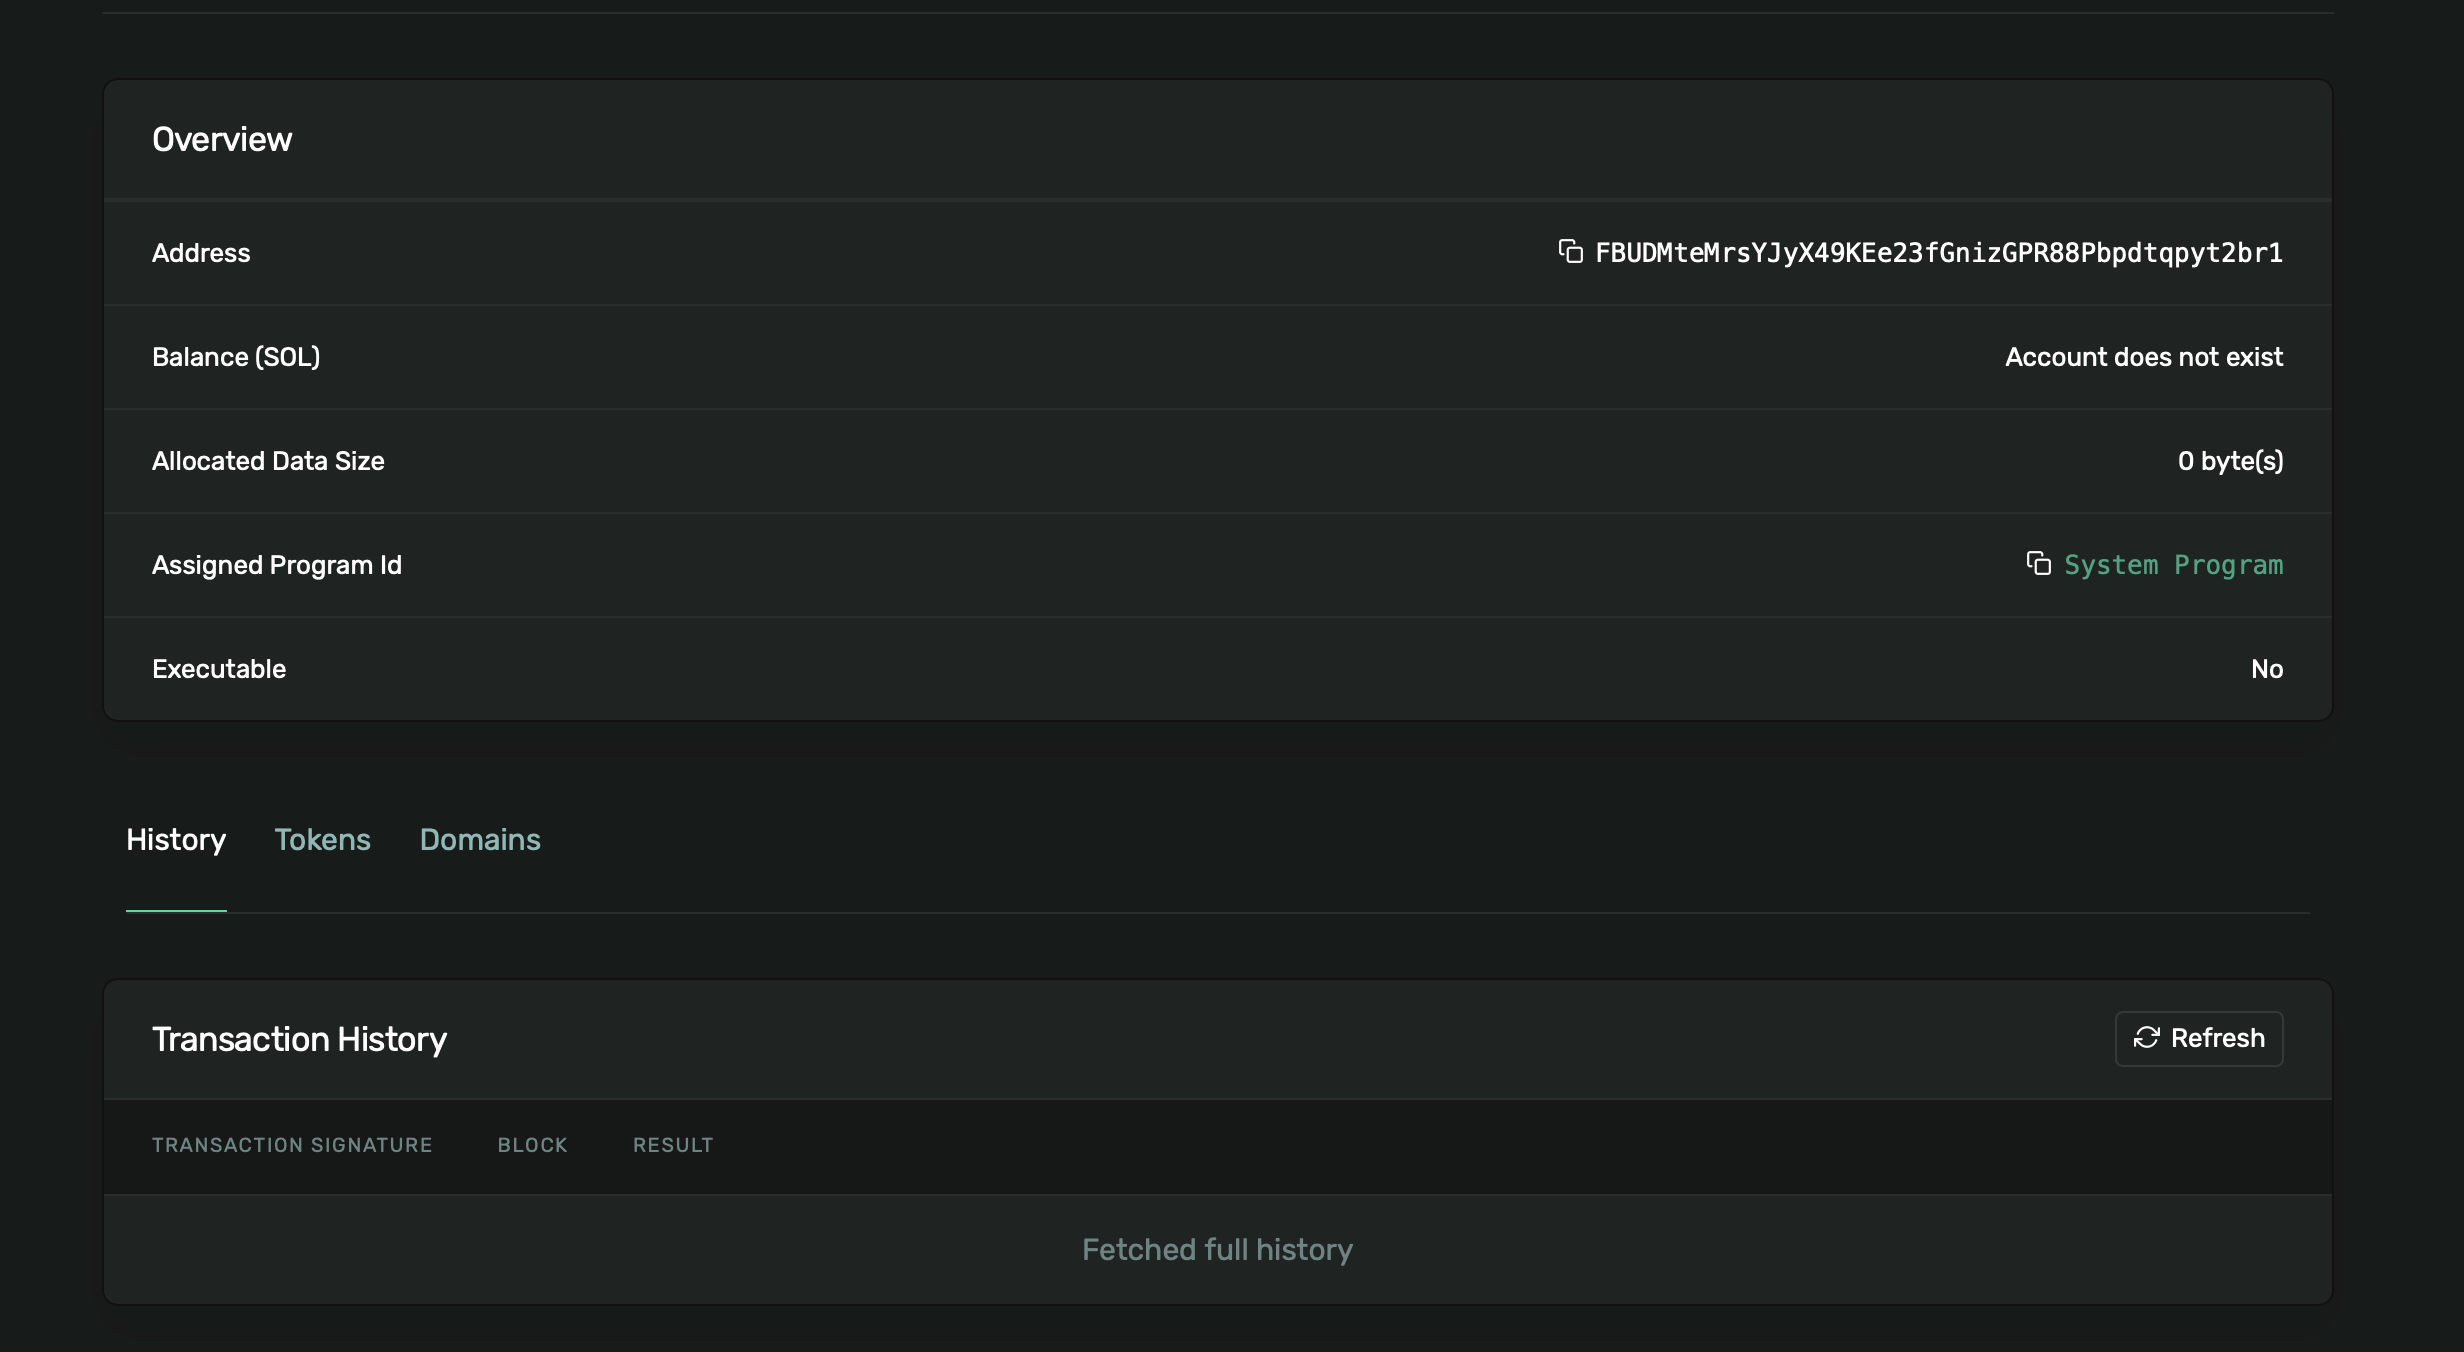 Overview
Address
FBUDMteMrsYJyX49KEe23fGnizGPR88Pbpdtqpyt2br1
Balance (SOL)
Account does not exist
Allocated Data Size
0 byte(s)
Assigned Program Id
System Program
Executable
No
History Tokens Domains
Transaction History
Refresh
TRANSACTION SIGNATURE BLOCK RESULT
Fetched full history